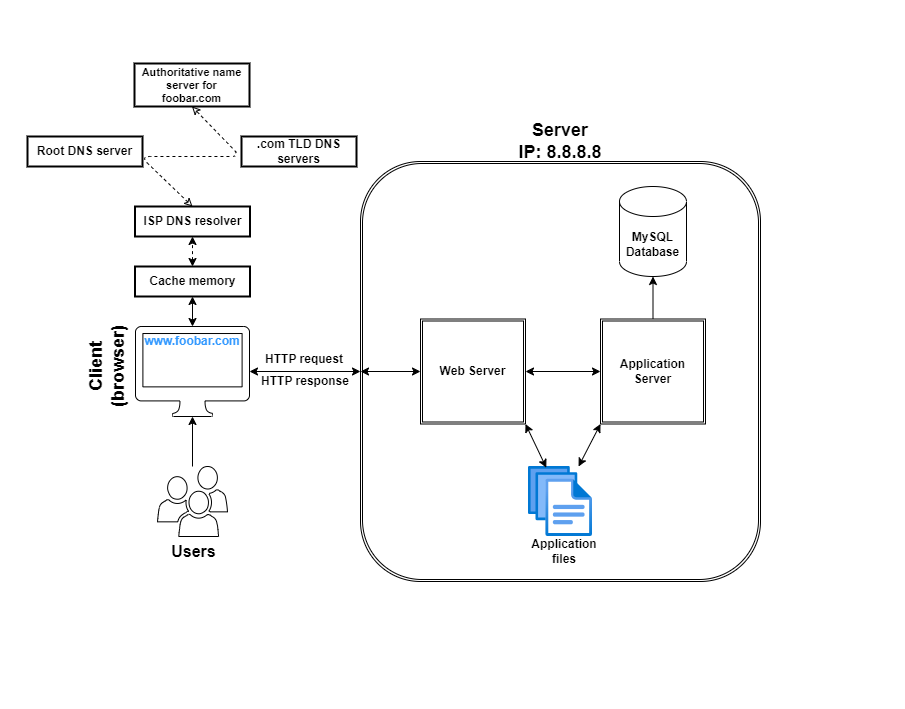 Authoritative name
server for
foobar.com
Root DNS server
.com TLD DNS
servers
ISP DNS resolver
Cache memory
www.foobar.com
Client
(browser)
Users
HTTP request
HTTP response
Server
IP: 8.8.8.8
MySQL
Database
Web Server
Application
Server
Application
files